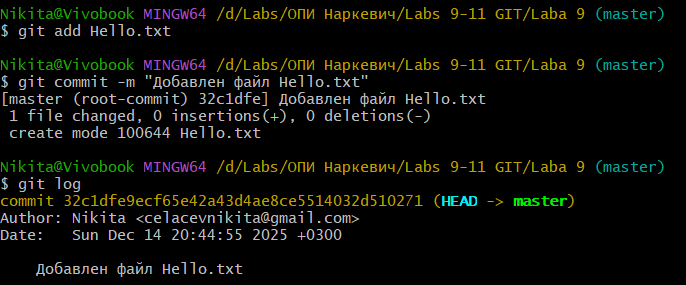 Nikita@Vivobook MINGW64 /d/Labs/ОПИ Наркевич/Labs 9-11 GIT/Laba 9 (master)
$ git add Hello.txt
Nikita@Vivobook MINGW64 /d/Labs/ОПИ Наркевич/Labs 9-11 GIT/Laba 9 (master)
$ git commit -m "Добавлен файл Hello.txt"
[master (root-commit) 32c1dfe] Добавлен файл Hello.txt
 1 file changed, 0 insertions(+), 0 deletions(-)
 create mode 100644 Hello.txt
Nikita@Vivobook MINGW64 /d/Labs/ОПИ Наркевич/Labs 9-11 GIT/Laba 9 (master)
$ git log
commit 32c1dfe9ecf65e42a43d4ae8ce5514032d510271 (HEAD -> master)
Author: Nikita <celacevnikita@gmail.com>
Date:   Sun Dec 14 20:44:55 2025 +0300
    Добавлен файл Hello.txt